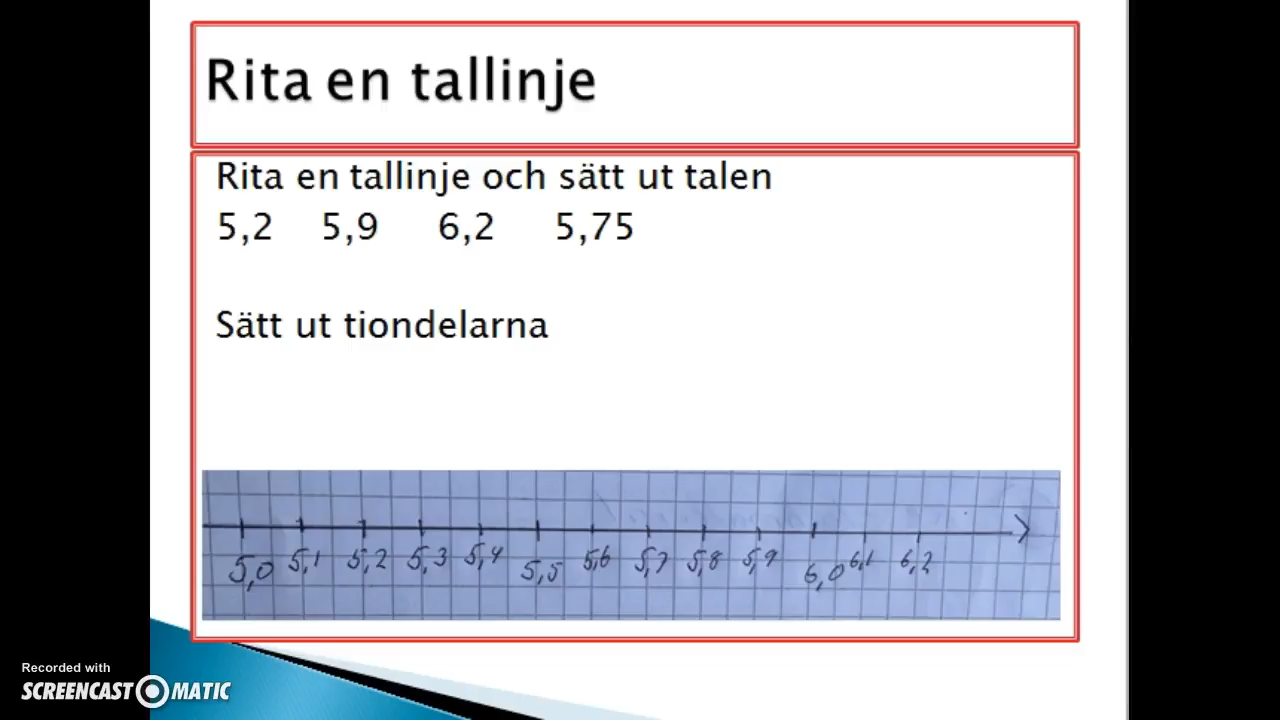 Rita en tallinje
Rita en tallinje och sätt ut talen
5,2 5,9 6,2 5,75
Sätt ut tiondelarna
5,0 5,1 5,2 5,3 5,4 5,5 5,6 5,7 5,8 5,9 6,0 6,1 6,2
Recorded with
SCREENCAST MATIC